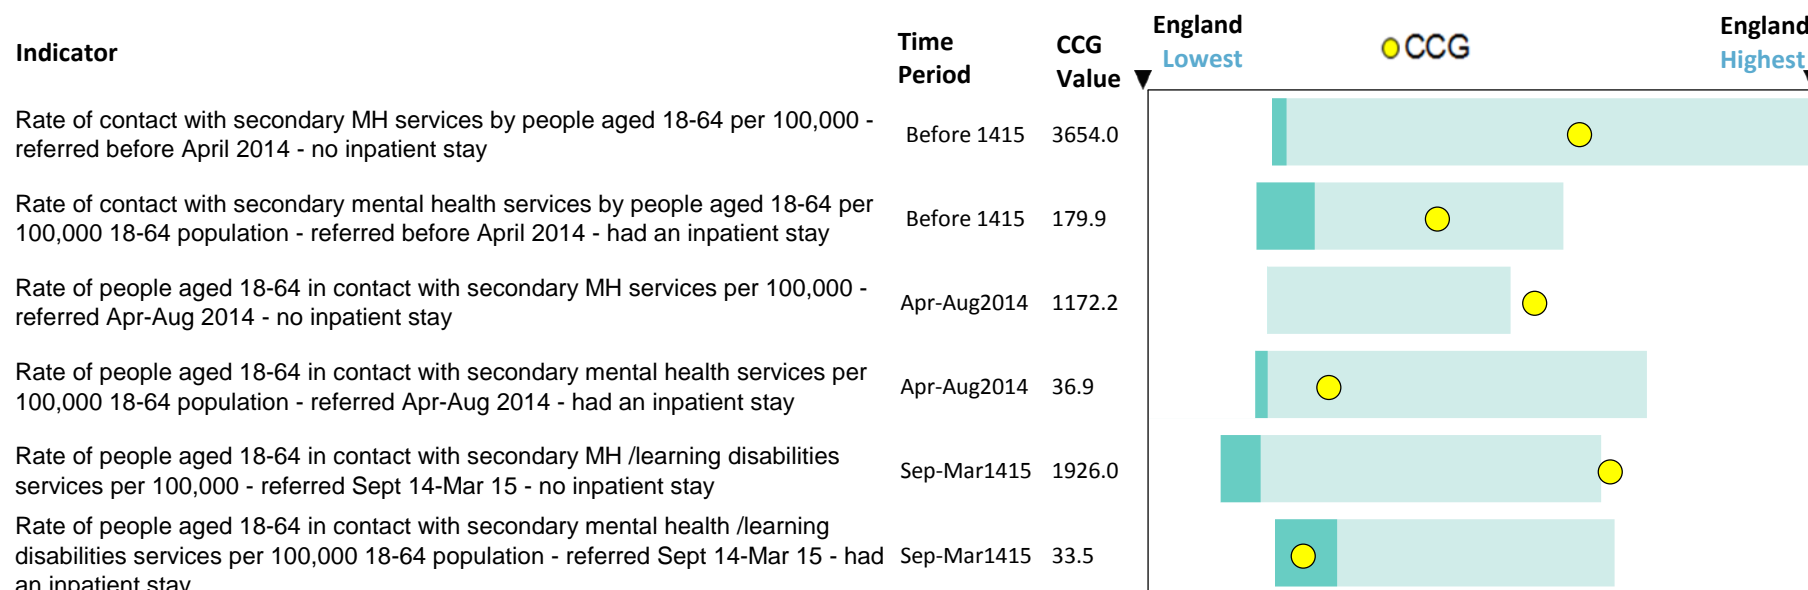 Indicator
Time Period
CCG Value
England Lowest
CCG
England Highest
Rate of contact with secondary MH services by people aged 18-64 per 100,000 -
referred before April 2014 - no inpatient stay
Before 1415 3654.0
Rate of contact with secondary mental health services by people aged 18-64 per
100,000 18-64 population - referred before April 2014 - had an inpatient stay
Before 1415 179.9
Rate of people aged 18-64 in contact with secondary MH services per 100,000 -
referred Apr-Aug 2014 - no inpatient stay
Apr-Aug2014 1172.2
Rate of people aged 18-64 in contact with secondary mental health services per
100,000 18-64 population - referred Apr-Aug 2014 - had an inpatient stay
Apr-Aug2014 36.9
Rate of people aged 18-64 in contact with secondary MH /learning disabilities
services per 100,000 - referred Sept 14-Mar 15 - no inpatient stay
Sep-Mar1415 1926.0
Rate of people aged 18-64 in contact with secondary mental health /learning
disabilities services per 100,000 18-64 population - referred Sept 14-Mar 15 - had
an inpatient stay
Sep-Mar1415 33.5